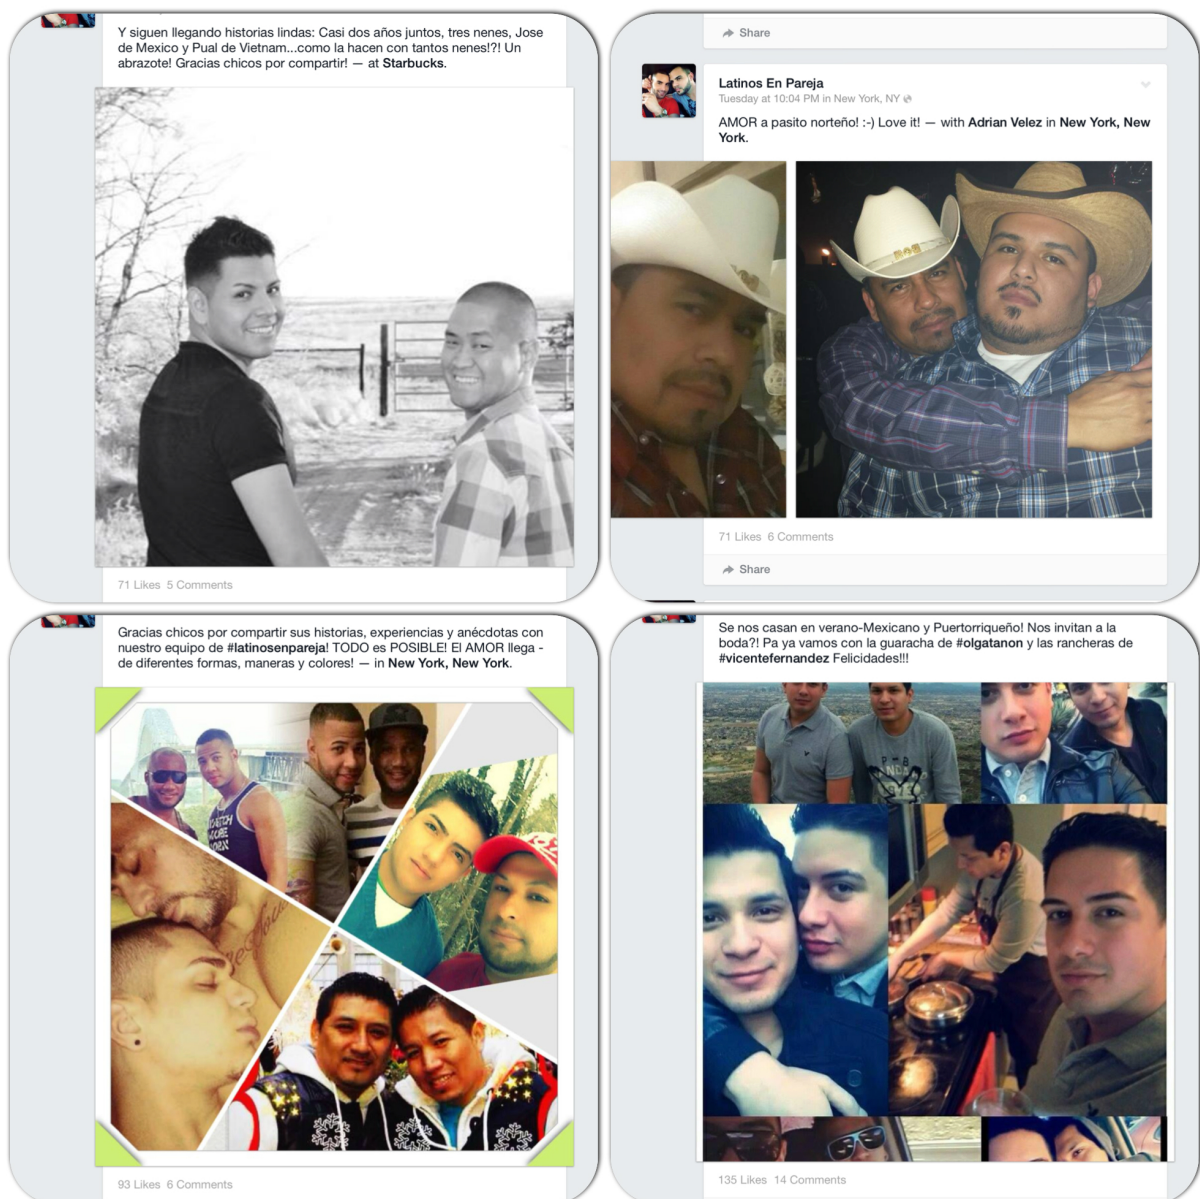 Y siguen llegando historias lindas: Casi dos años juntos, tres nenes, Jose
de Mexico y Pual de Vietnam...como la hacen con tantos nenes!?! Un
abrazote! Gracias chicos por compartir! — at Starbucks.
71 Likes 5 Comments
Share
Latinos En Pareja
Tuesday at 10:04 PM in New York, NY
AMOR a pasito norteño! :-) Love it! — with Adrian Velez in New York, New
York.
71 Likes 6 Comments
Share
Gracias chicos por compartir sus historias, experiencias y anécdotas con
nuestro equipo de #latinosenpareja! TODO es POSIBLE! El AMOR llega -
de diferentes formas, maneras y colores! — in New York, New York.
93 Likes 6 Comments
Se nos casan en verano-Mexicano y Puertorriqueño! Nos invitan a la
boda?! Pa ya vamos con la guaracha de #olgatanon y las rancheras de
#vicentefernandez Felicidades!!!
135 Likes 14 Comments